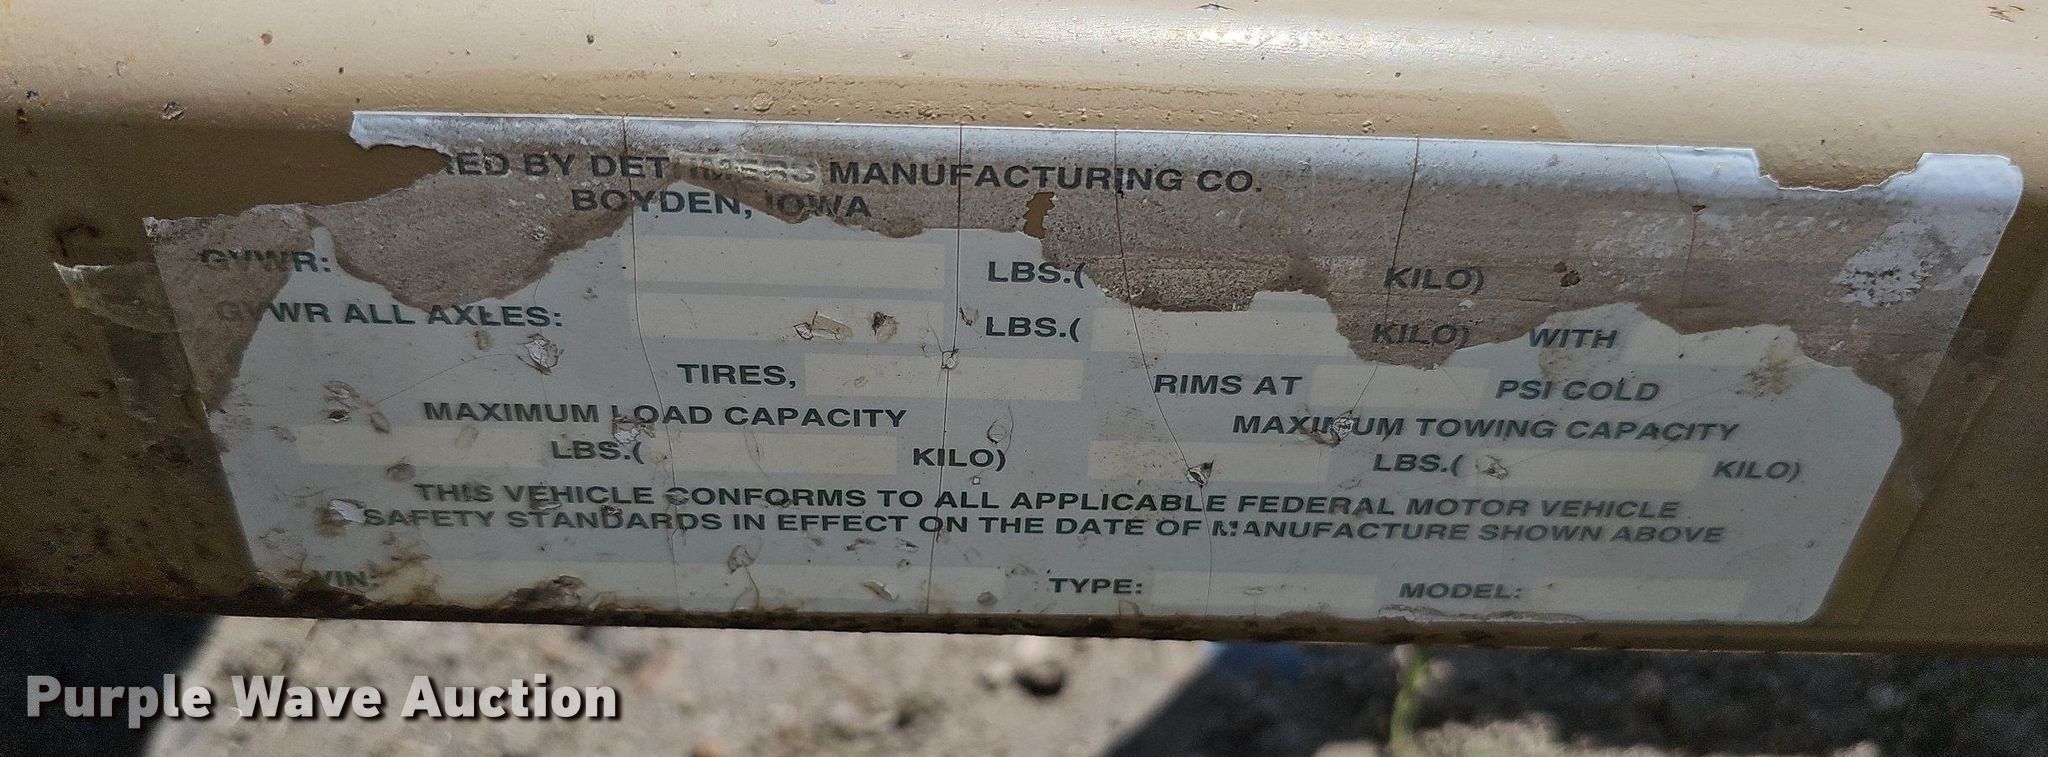 RED BY DETHMERS MANUFACTURING CO.
BOYDEN, IOWA
GVWR: LBS.( KILO)
GVWR ALL AXLES: LBS.( KILO) WITH
TIRES, RIMS AT PSI COLD
MAXIMUM LOAD CAPACITY MAXIMUM TOWING CAPACITY
LBS.( KILO) LBS.( KILO)
THIS VEHICLE CONFORMS TO ALL APPLICABLE FEDERAL MOTOR VEHICLE
SAFETY STANDARDS IN EFFECT ON THE DATE OF MANUFACTURE SHOWN ABOVE
VIN: TYPE: MODEL:
Purple Wave Auction